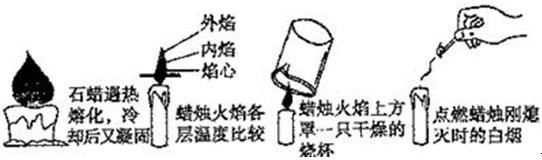 外焰
内焰
焰心
石蜡遇热
熔化，冷
却后又凝固
蜡烛火焰各
层温度比较
蜡烛火焰上方
罩一只干燥的
烧杯
点燃蜡烛刚熄
灭时的白烟